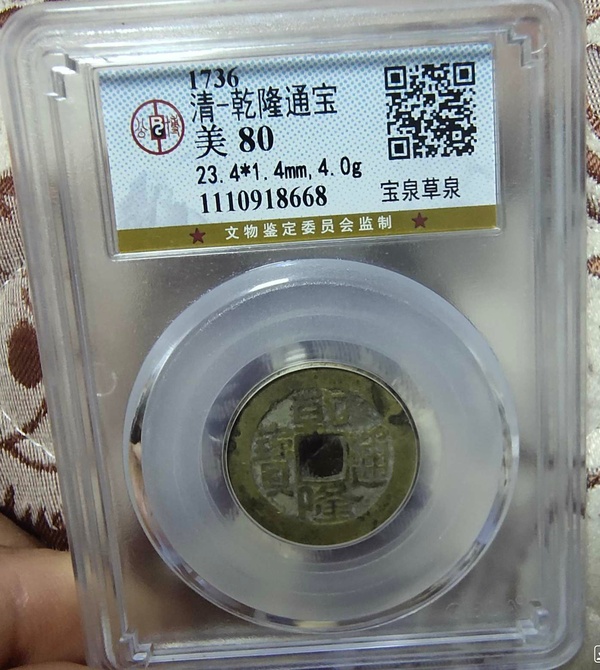 1736
清-乾隆通宝
美 80
23.4*1.4mm,4.0g
1110918668
宝泉草泉
★ 文物鉴定委员会监制 ★
乾隆通寶